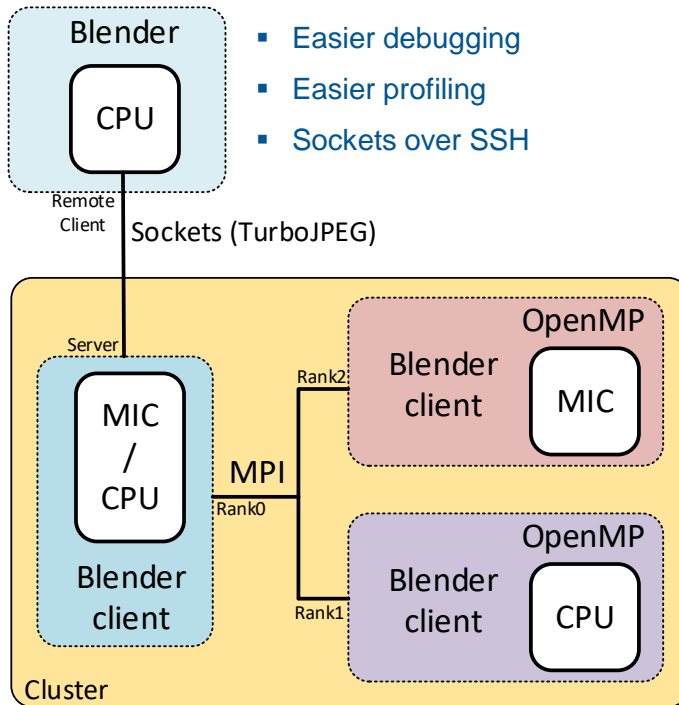 Blender
CPU
▪ Easier debugging
▪ Easier profiling
▪ Sockets over SSH
Remote
Client
Sockets (TurboJPEG)
Server
MIC
/
CPU
Blender
client
MPI
Rank0
Rank2
OpenMP
Blender
client
MIC
Rank1
OpenMP
Blender
client
CPU
Cluster